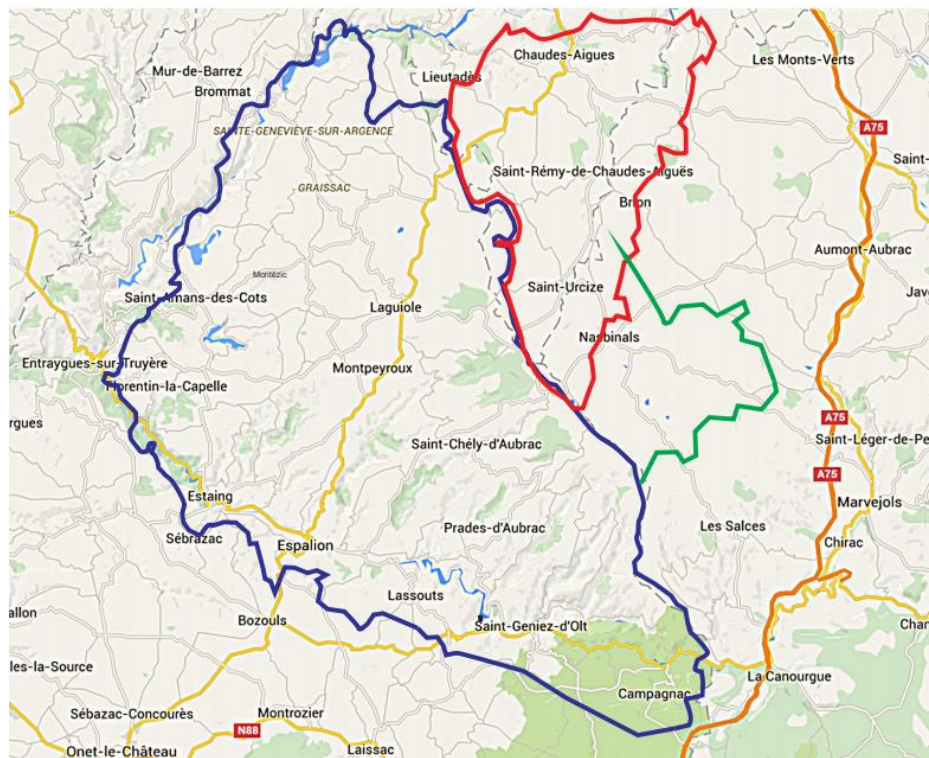 Chaudes-Aigues
Les Monts-Verts
Mur-de-Barrez
Lieutadès
Brommat
SAINTE-GENEVIÈVE-SUR-ARGENCE
A75
Saint-
GRAISSAC
Saint-Rémy-de-Chaudes-Aigues
Brion
Aumont-Aubrac
Montézic
Saint-Urcize
Jav
Saint-Amans-des-Cots
Laguiole
Nasbinals
Entraygues-sur-Truyère
Montpeyroux
Florentin-la-Capelle
A75
ergues
Saint-Chély-d'Aubrac
Saint-Léger-de-Pe
A75
Estaing
Marvejols
Prades-d'Aubrac
Les Salces
Sébrazac
Chirac
Espalion
Lassouts
allon
Bozouls
Saint-Geniez-d'Olt
Chan
les-la-Source
La Canourgue
Campagnac
Sébazac-Concourès
Montrozier
N88
Onet-le-Château
Laissac